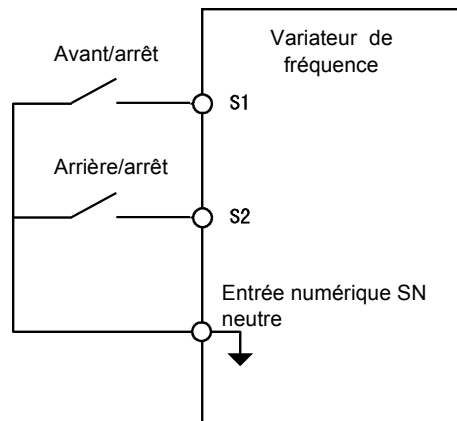 Variateur de
fréquence
Avant/arrêt
S1
Arrière/arrêt
S2
Entrée numérique SN
neutre